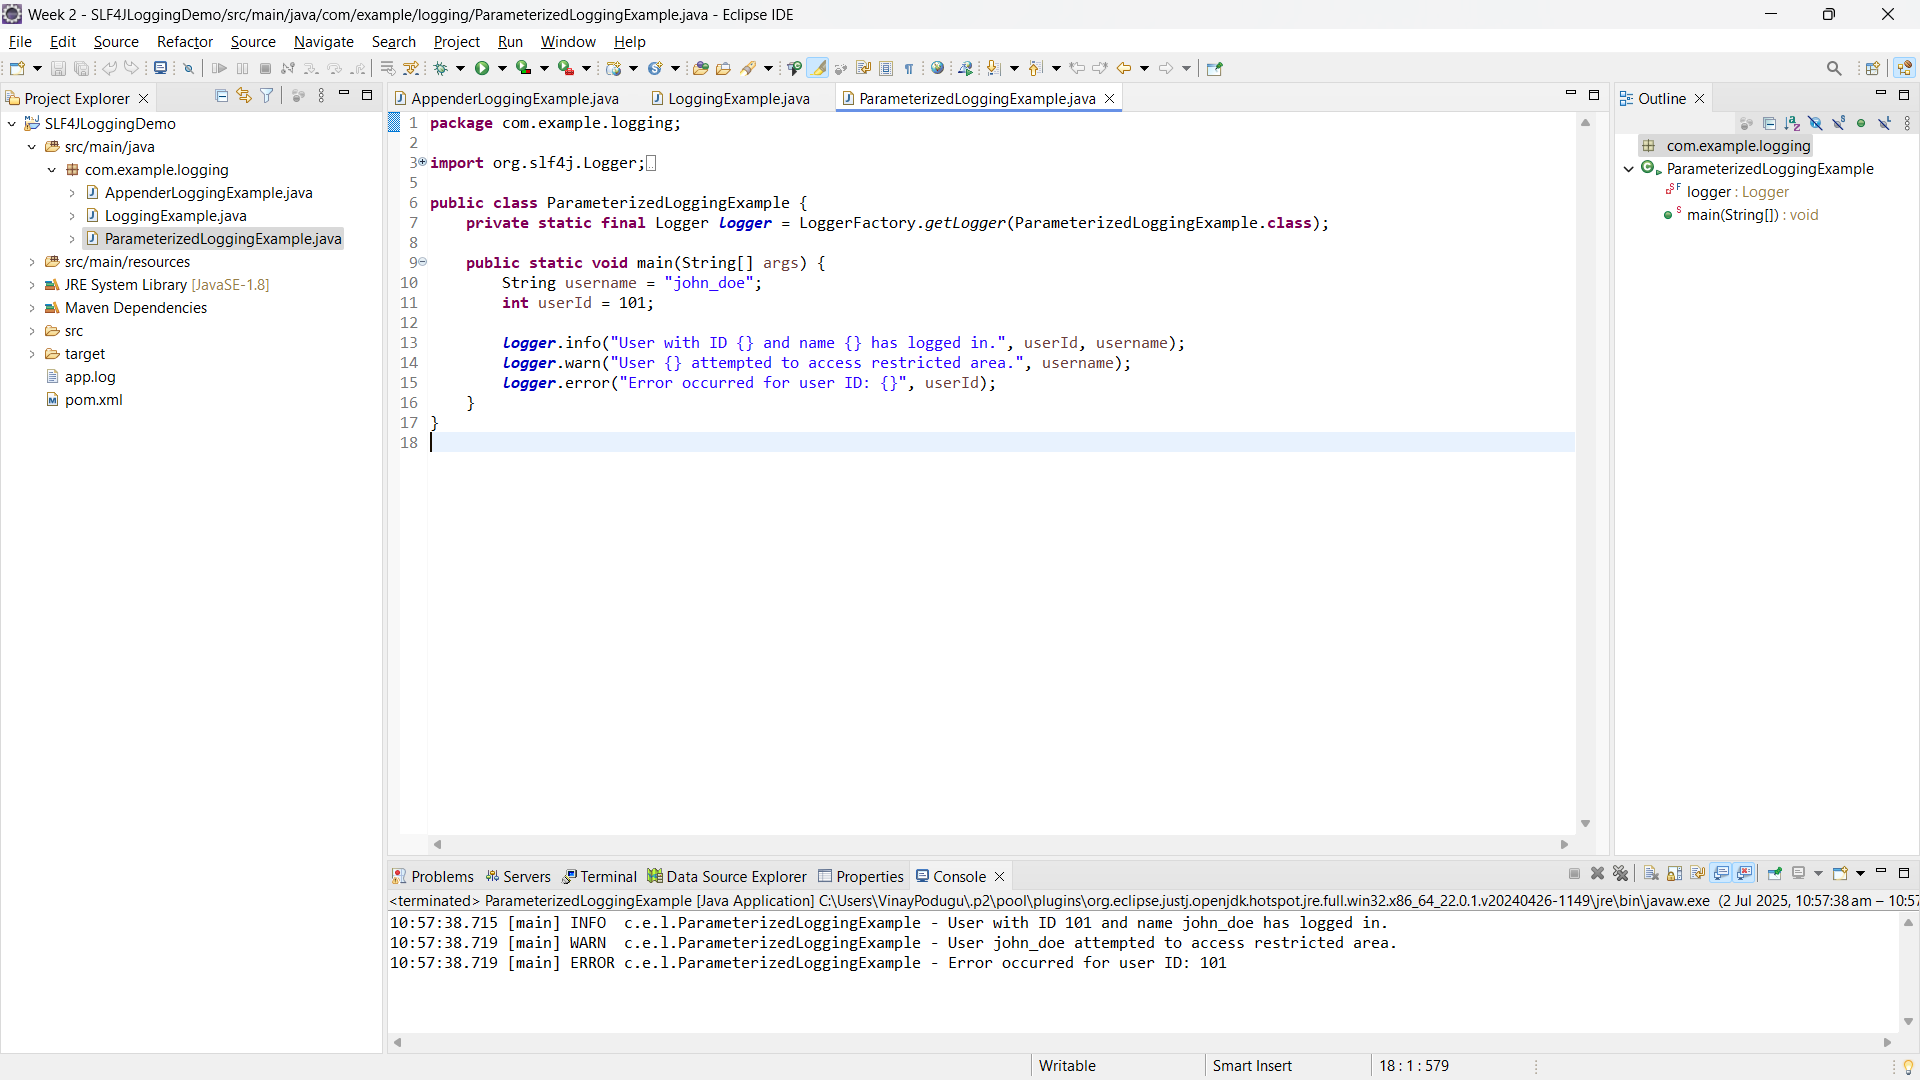 Week 2 - SLF4JLoggingDemo/src/main/java/com/example/logging/ParameterizedLoggingExample.java - Eclipse IDE
File Edit Source Refactor Source Navigate Search Project Run Window Help
Project Explorer
SLF4JLoggingDemo
src/main/java
com.example.logging
AppenderLoggingExample.java
LoggingExample.java
ParameterizedLoggingExample.java
src/main/resources
JRE System Library [JavaSE-1.8]
Maven Dependencies
src
target
app.log
pom.xml
AppenderLoggingExample.java LoggingExample.java ParameterizedLoggingExample.java
1 package com.example.logging;
2
3 import org.slf4j.Logger;
5
6 public class ParameterizedLoggingExample {
7     private static final Logger logger = LoggerFactory.getLogger(ParameterizedLoggingExample.class);
8
9     public static void main(String[] args) {
10         String username = "john_doe";
11         int userId = 101;
12
13         logger.info("User with ID {} and name {} has logged in.", userId, username);
14         logger.warn("User {} attempted to access restricted area.", username);
15         logger.error("Error occurred for user ID: {}", userId);
16     }
17 }
18
Outline
com.example.logging
ParameterizedLoggingExample
logger : Logger
main(String[]) : void
Problems Servers Terminal Data Source Explorer Properties Console
<terminated> ParameterizedLoggingExample [Java Application] C:\Users\VinayPodugu\.p2\pool\plugins\org.eclipse.justj.openjdk.hotspot.jre.full.win32.x86_64_22.0.1.v20240426-1149\jre\bin\javaw.exe (2 Jul 2025, 10:57:38 am – 10:57
10:57:38.715 [main] INFO  c.e.l.ParameterizedLoggingExample - User with ID 101 and name john_doe has logged in.
10:57:38.719 [main] WARN  c.e.l.ParameterizedLoggingExample - User john_doe attempted to access restricted area.
10:57:38.719 [main] ERROR c.e.l.ParameterizedLoggingExample - Error occurred for user ID: 101
Writable Smart Insert 18 : 1 : 579